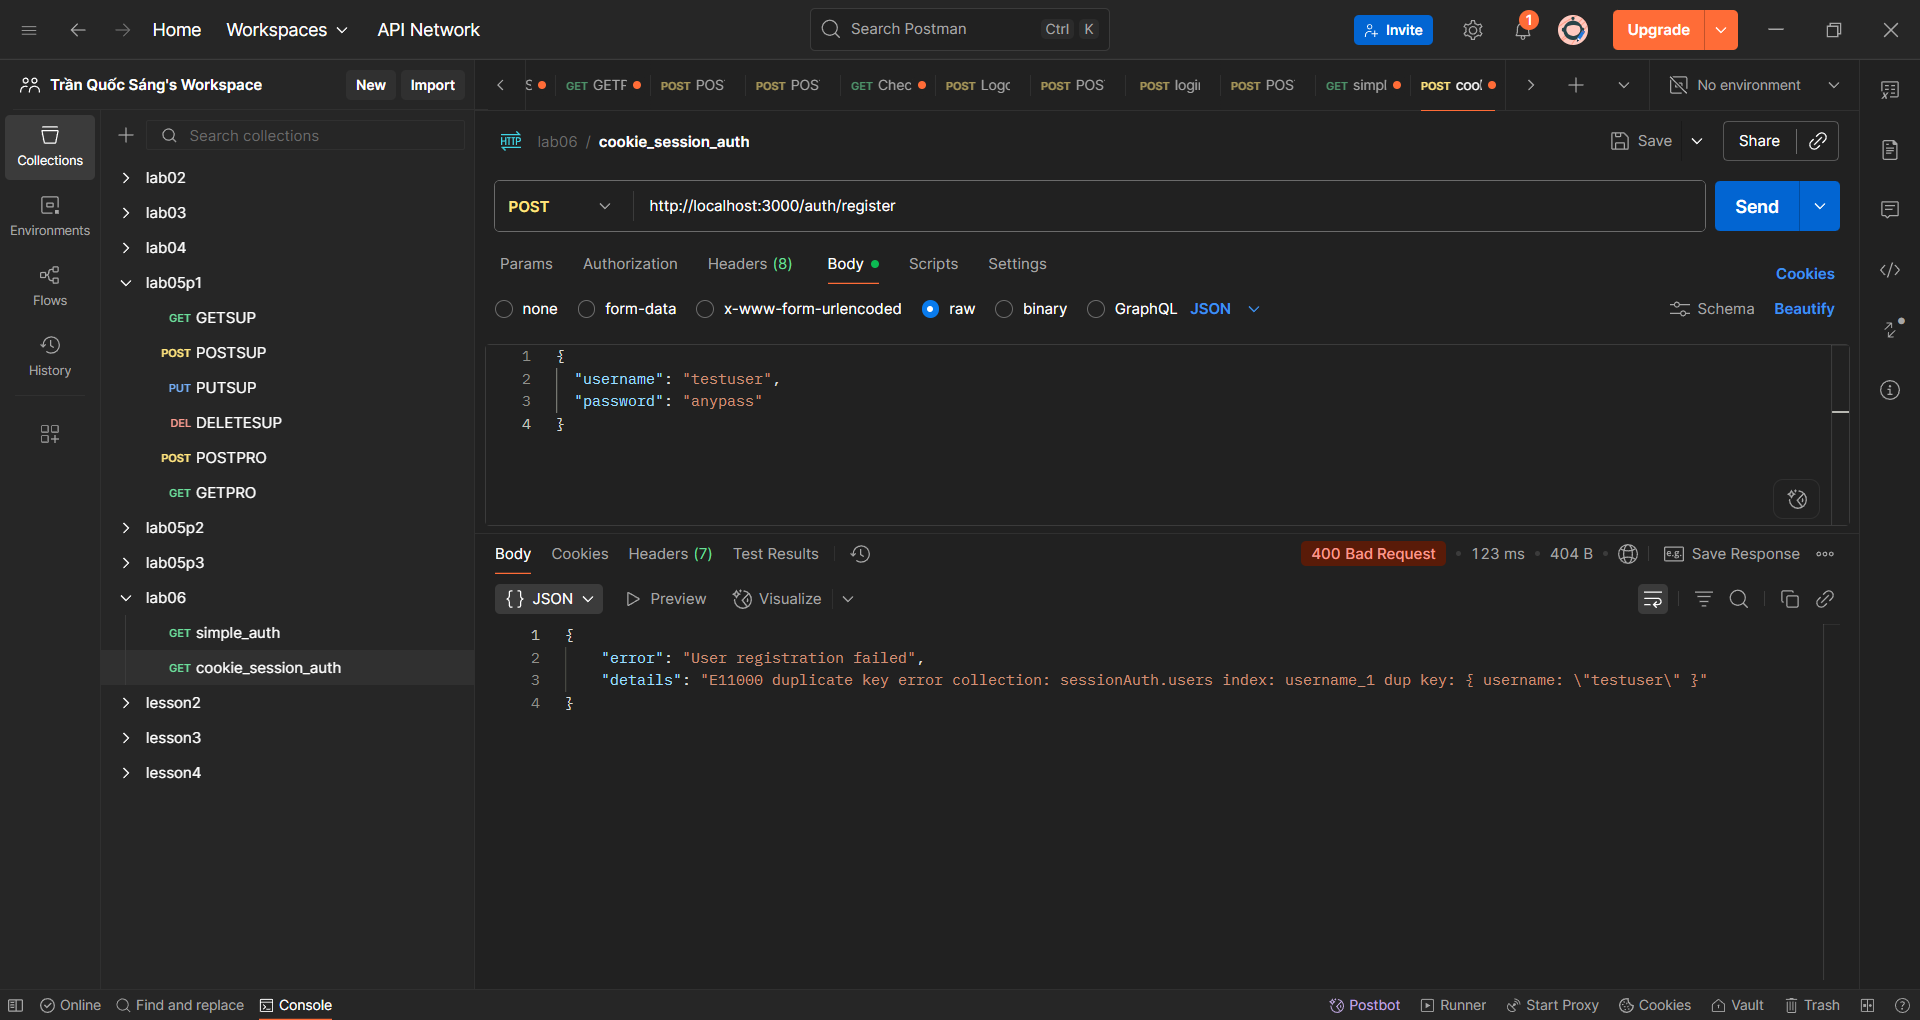 Home Workspaces API Network Search Postman Ctrl K Invite 1 Upgrade
Trần Quốc Sáng's Workspace New Import
GET GETF POST POS POST POS GET Chec POST Logo POST POS POST login POST POS GET simpl POST cool No environment
Collections
Environments
Flows
History
Search collections
lab02
lab03
lab04
lab05p1
GET GETSUP
POST POSTSUP
PUT PUTSUP
DEL DELETESUP
POST POSTPRO
GET GETPRO
lab05p2
lab05p3
lab06
GET simple_auth
GET cookie_session_auth
lesson2
lesson3
lesson4
HTTP lab06 / cookie_session_auth Save Share
POST http://localhost:3000/auth/register Send
Params Authorization Headers (8) Body Scripts Settings Cookies
none form-data x-www-form-urlencoded raw binary GraphQL JSON Schema Beautify
1 {
2 "username": "testuser",
3 "password": "anypass"
4 }
Body Cookies Headers (7) Test Results 400 Bad Request • 123 ms • 404 B • e.g. Save Response
{} JSON Preview Visualize
1 {
2 "error": "User registration failed",
3 "details": "E11000 duplicate key error collection: sessionAuth.users index: username_1 dup key: { username: \"testuser\" }"
4 }
Online Find and replace Console Postbot Runner Start Proxy Cookies Vault Trash